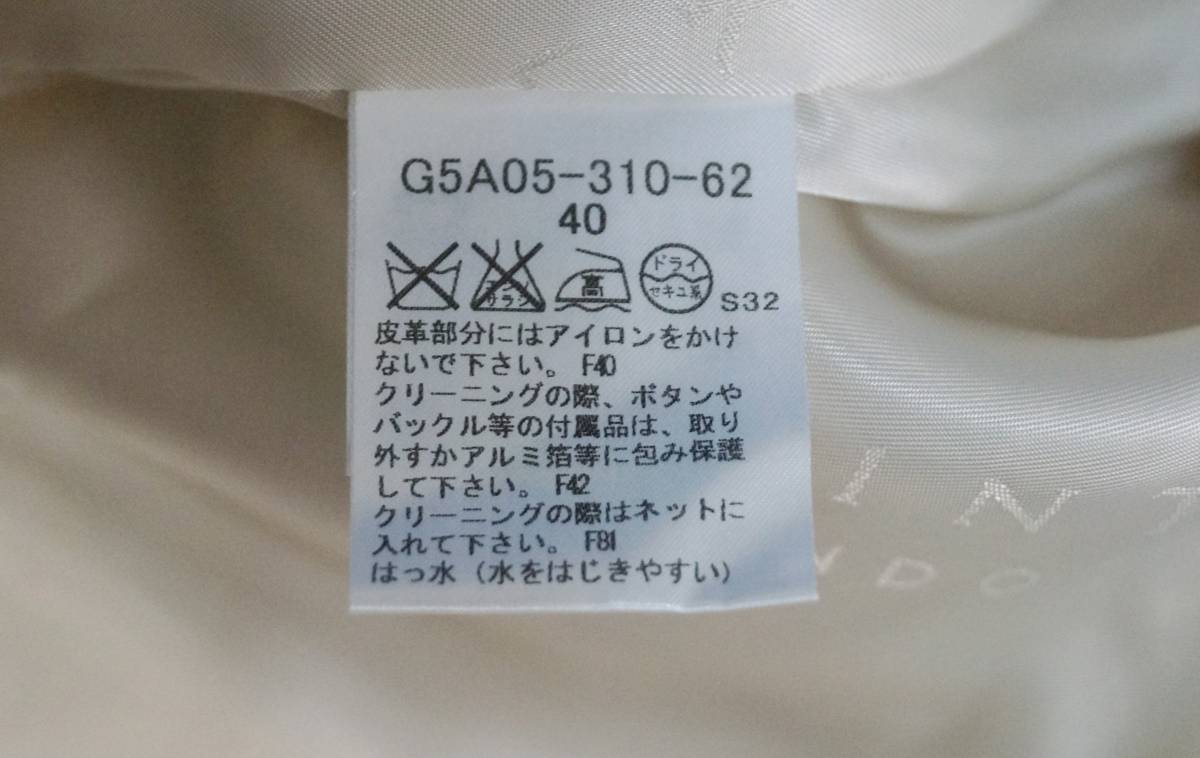 G5A05-310-62
40
高
ドライ
セキユ系
S32
皮革部分にはアイロンをかけ
ないで下さい。 F40
クリーニングの際、ボタンや
バックル等の付属品は、取り
外すかアルミ箔等に包み保護
して下さい。 F42
クリーニングの際はネットに
入れて下さい。 F81
はっ水（水をはじきやすい）